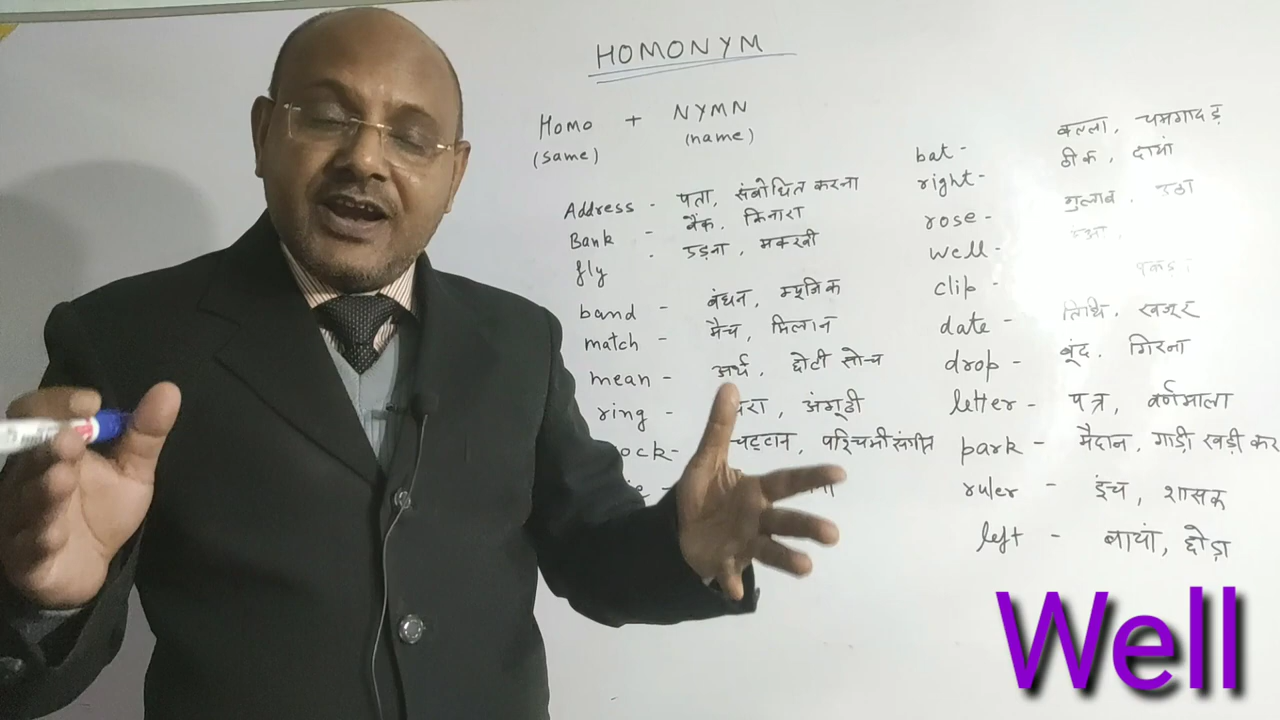 HOMONYM
Homo + NYMN
(same) (name)
Address - पता, संबोधित करना
Bank - बैंक, किनारा
fly - उड़ना, मक्खी
band - बंधन, म्यूजिक
match - मैच, मिलान
mean - अर्थ, छोटी सोच
ring - अंगूठी
ock - चट्टान, पश्चिमी संगीत
bat - बल्ला, चमगादड़
right - ठीक, दायां
rose - गुलाब, उठा
well -
clip -
date - तिथि, खजूर
drop - बूंद, गिरना
letter - पत्र, वर्णमाला
park - मैदान, गाड़ी खड़ी कर
ruler - इंच, शासक
left - बायां, छोड़ा
Well